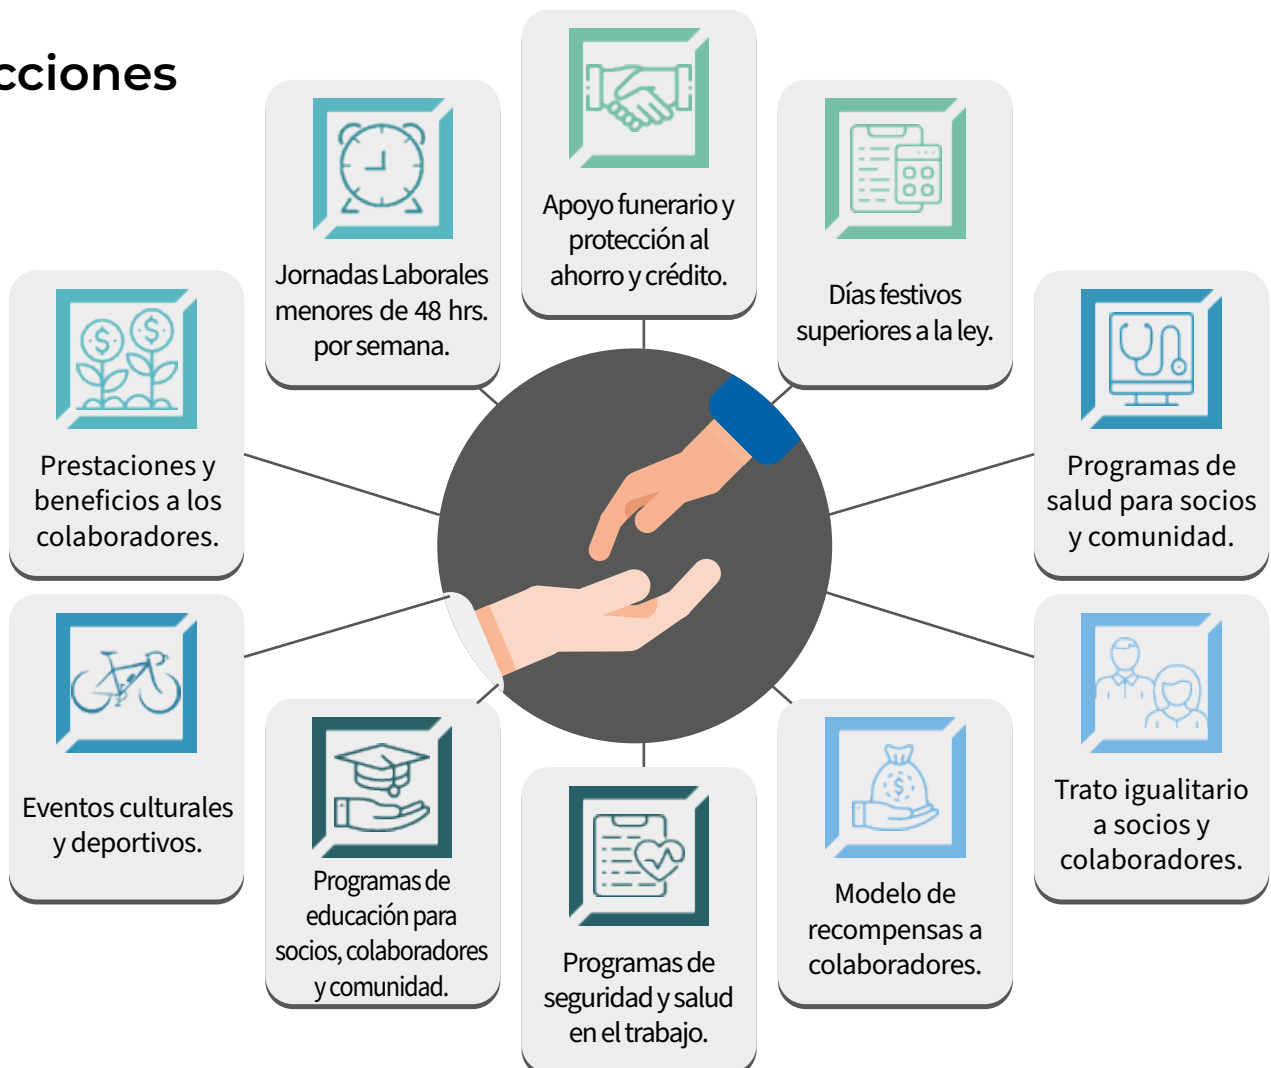 cciones
Apoyo funerario y
protección al
ahorro y crédito.
Jornadas Laborales
menores de 48 hrs.
por semana.
Días festivos
superiores a la ley.
Prestaciones y
beneficios a los
colaboradores.
Programas de
salud para socios
y comunidad.
Eventos culturales
y deportivos.
Trato igualitario
a socios y
colaboradores.
Programas de
educación para
socios, colaboradores
y comunidad.
Modelo de
recompensas a
colaboradores.
Programas de
seguridad y salud
en el trabajo.